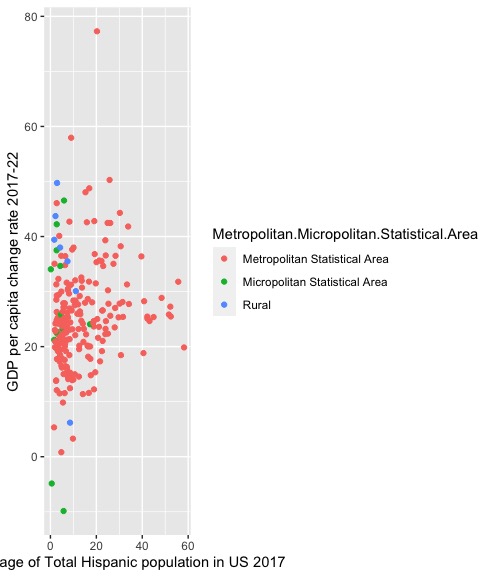 80
60
40
20
0
GDP per capita change rate 2017-22
0 20 40 60
age of Total Hispanic population in US 2017
Metropolitan.Micropolitan.Statistical.Area
Metropolitan Statistical Area
Micropolitan Statistical Area
Rural